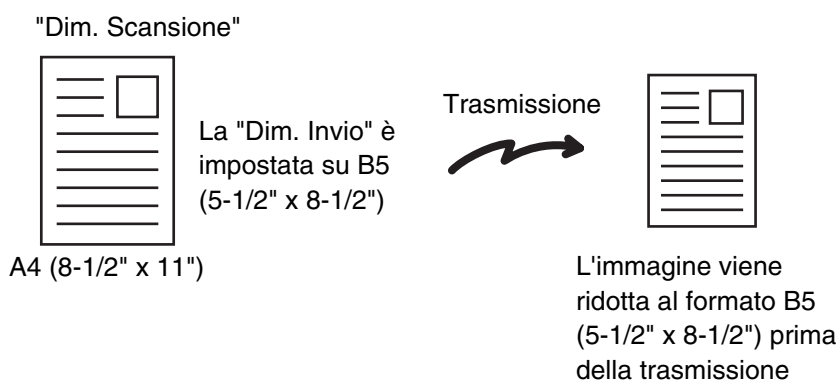 "Dim. Scansione"
La "Dim. Invio" è
impostata su B5
(5-1/2" x 8-1/2")
A4 (8-1/2" x 11")
Trasmissione
L'immagine viene
ridotta al formato B5
(5-1/2" x 8-1/2") prima
della trasmissione